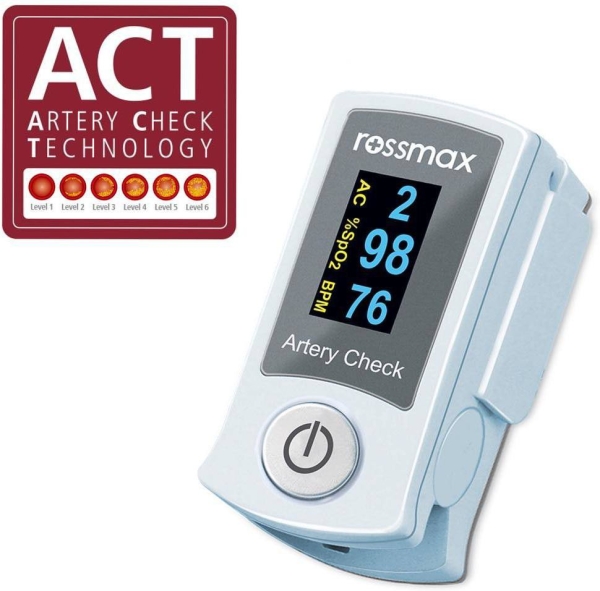 ACT
ARTERY CHECK
TECHNOLOGY
Level 1 Level 2 Level 3 Level 4 Level 5 Level 6
rossmax
AC 2
%SpO2 98
BPM 76
Artery Check